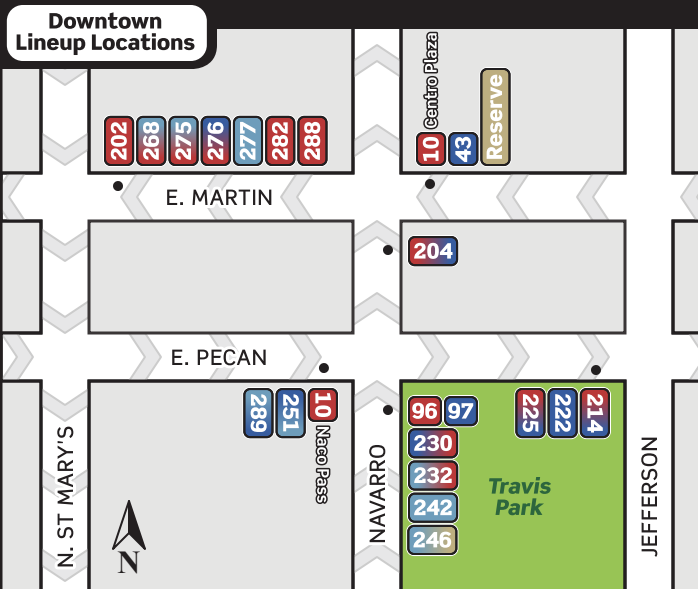 Downtown
Lineup Locations
202
268
275
276
277
282
288
10
Centro Plaza
43
Reserve
E. MARTIN
204
E. PECAN
289
251
10
Naco Pass
96
97
230
232
242
246
225
222
214
Travis
Park
N. ST MARY'S
NAVARRO
JEFFERSON
N